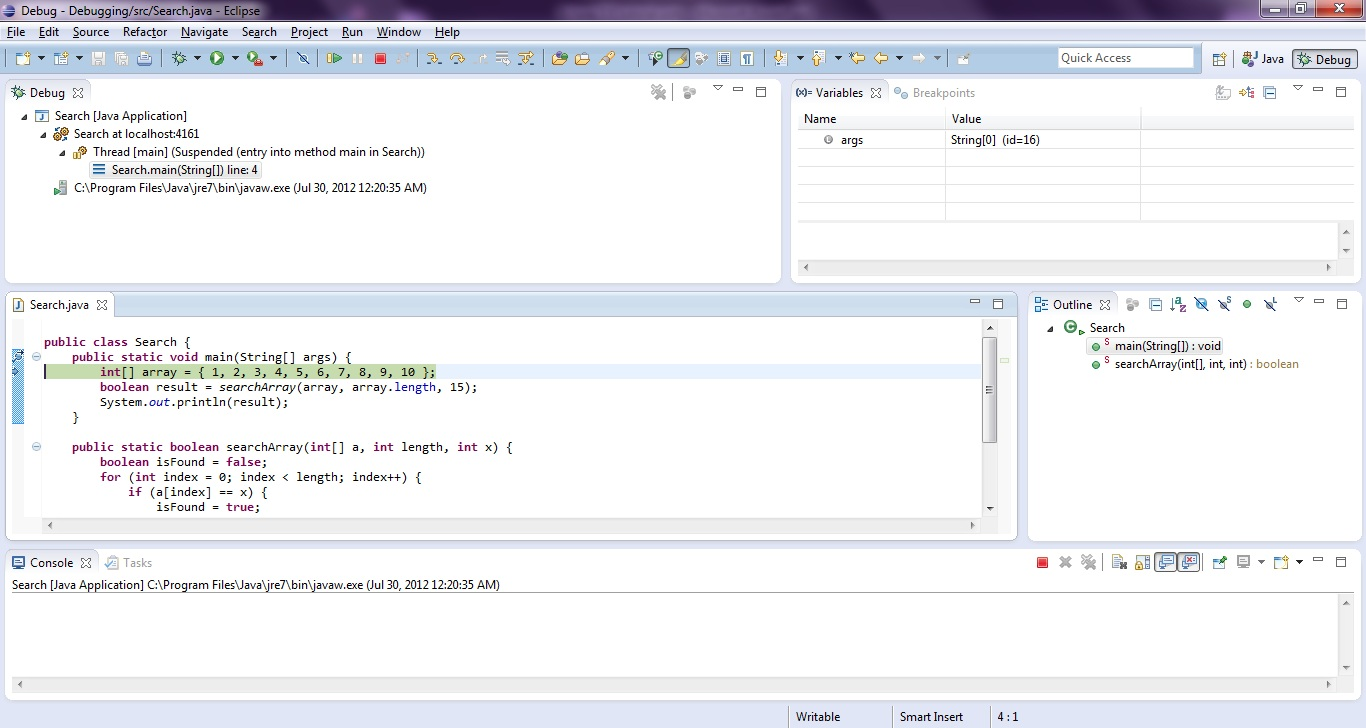 Debug - Debugging/src/Search.java - Eclipse
File Edit Source Refactor Navigate Search Project Run Window Help
Quick Access
Java
Debug
Debug
Search [Java Application]
Search at localhost:4161
Thread [main] (Suspended (entry into method main in Search))
Search.main(String[]) line: 4
C:\Program Files\Java\jre7\bin\javaw.exe (Jul 30, 2012 12:20:35 AM)
(x)= Variables
Breakpoints
Name Value
args String[0] (id=16)
Search.java
public class Search {
public static void main(String[] args) {
int[] array = { 1, 2, 3, 4, 5, 6, 7, 8, 9, 10 };
boolean result = searchArray(array, array.length, 15);
System.out.println(result);
}
public static boolean searchArray(int[] a, int length, int x) {
boolean isFound = false;
for (int index = 0; index < length; index++) {
if (a[index] == x) {
isFound = true;
Outline
Search
main(String[]) : void
searchArray(int[], int, int) : boolean
Console
Tasks
Search [Java Application] C:\Program Files\Java\jre7\bin\javaw.exe (Jul 30, 2012 12:20:35 AM)
Writable Smart Insert 4 : 1